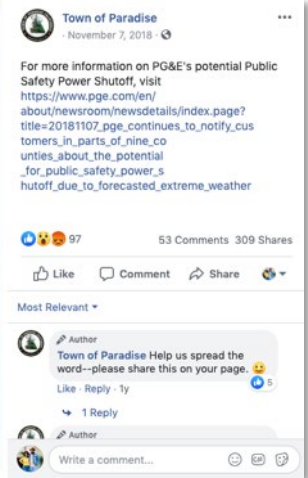 Town of Paradise
· November 7, 2018 ·
For more information on PG&E's potential Public
Safety Power Shutoff, visit
https://www.pge.com/en/
about/newsroom/newsdetails/index.page?
title=20181107_pge_continues_to_notify_cus
tomers_in_parts_of_nine_co
unties_about_the_potential
_for_public_safety_power_s
hutoff_due_to_forecasted_extreme_weather
97
53 Comments 309 Shares
Like
Comment
Share
Most Relevant
Author
Town of Paradise Help us spread the
word--please share this on your page.
5
Like · Reply · 1y
1 Reply
Author
Write a comment...
GIF